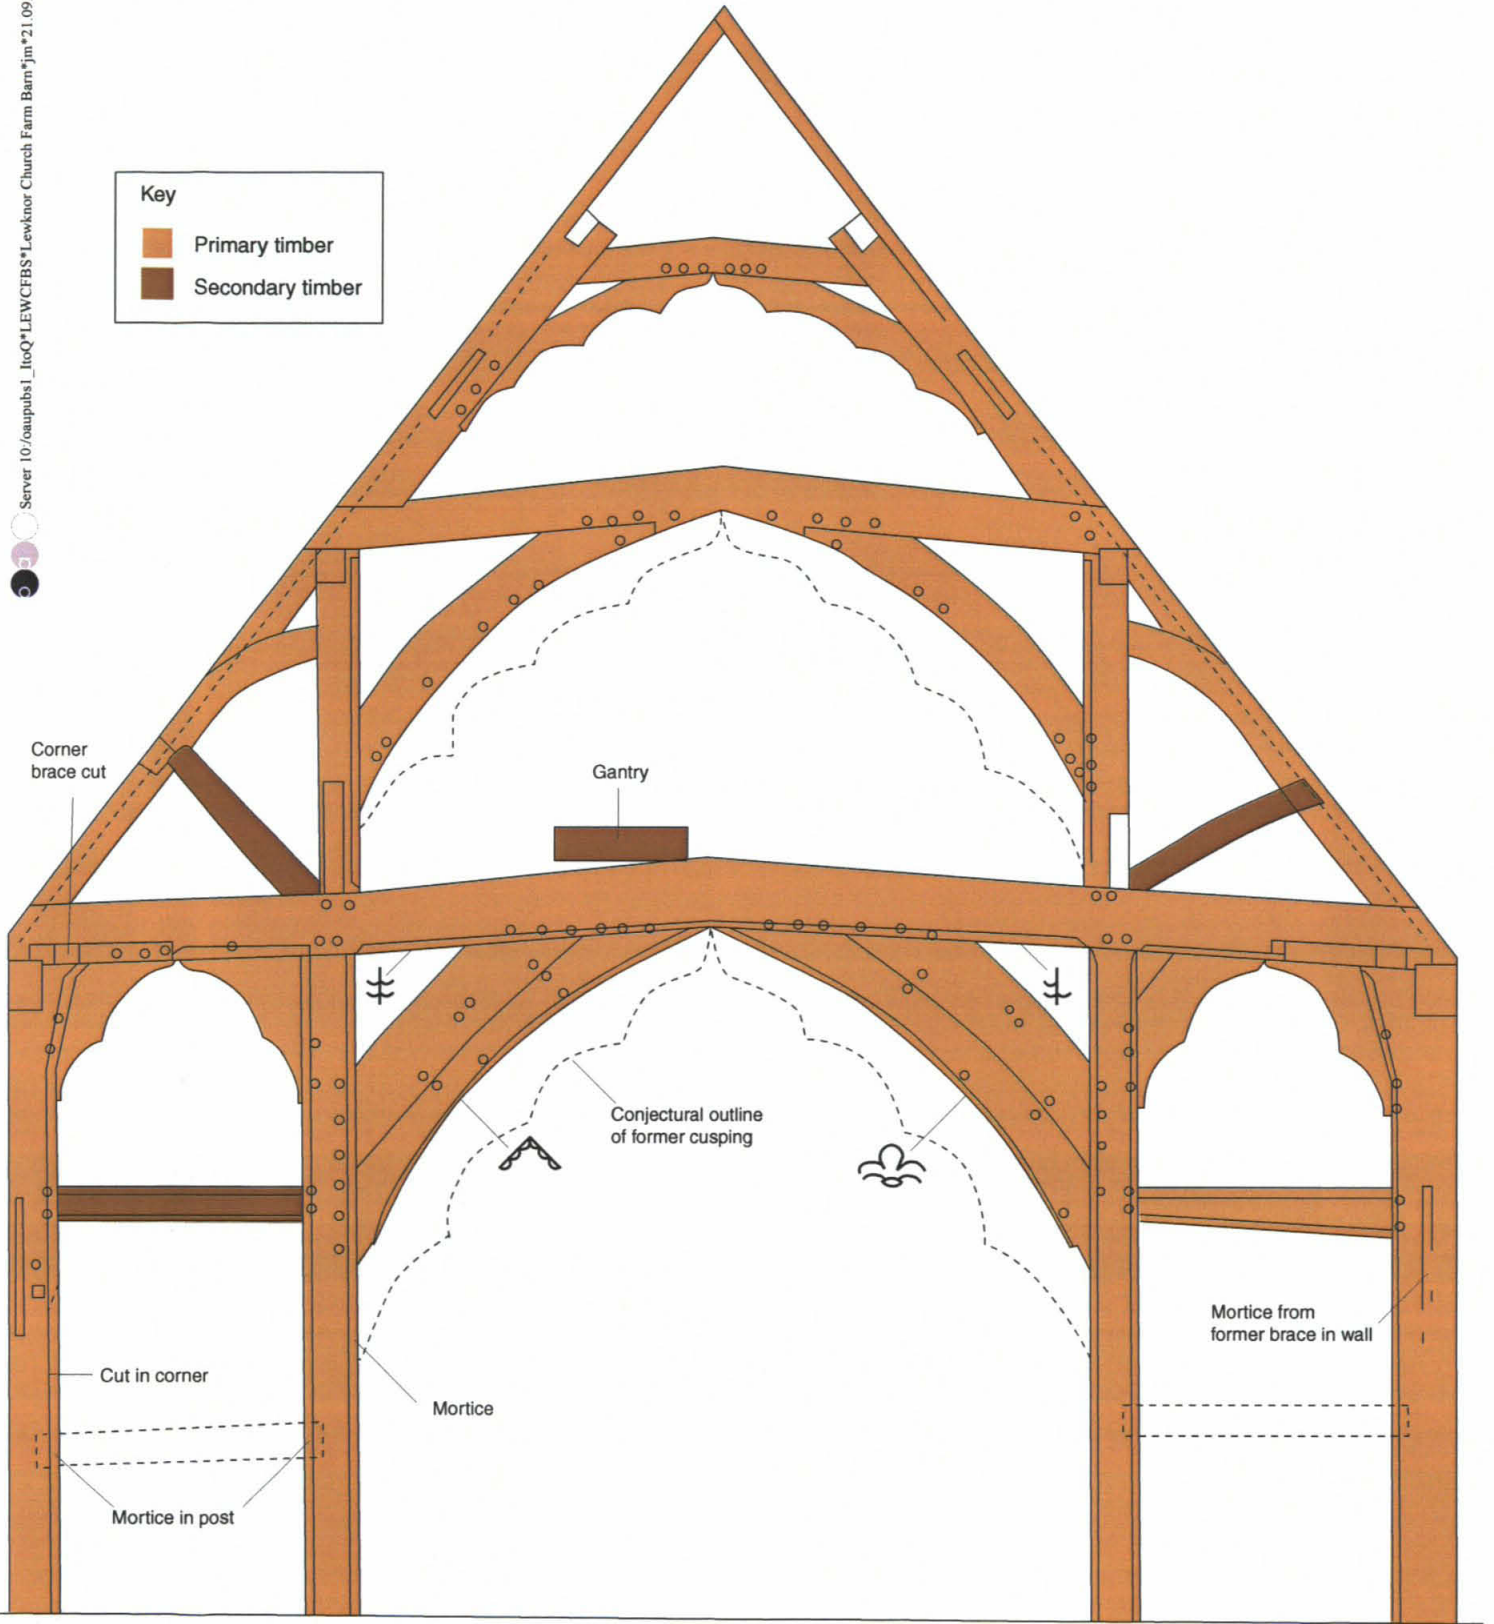 Server 10:/oaupubs1_ItoQ*LEWCFBS*Lewknor Church Farm Barn*jm*21.09
Key
Primary timber
Secondary timber
Corner
brace cut
Gantry
Conjectural outline
of former cusping
Mortice from
former brace in wall
Cut in corner
Mortice
Mortice in post